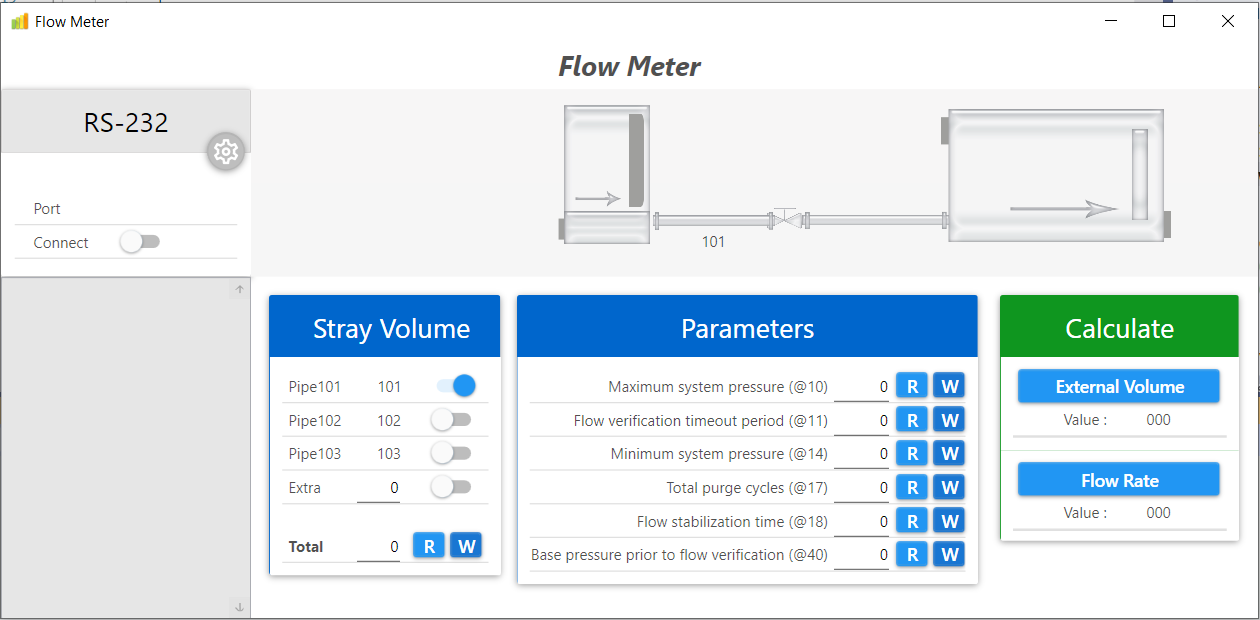 Flow Meter
Flow Meter
RS-232
Port
Connect
101
Stray Volume
Pipe101 101
Pipe102 102
Pipe103 103
Extra 0
Total 0 R W
Parameters
Maximum system pressure (@10) 0 R W
Flow verification timeout period (@11) 0 R W
Minimum system pressure (@14) 0 R W
Total purge cycles (@17) 0 R W
Flow stabilization time (@18) 0 R W
Base pressure prior to flow verification (@40) 0 R W
Calculate
External Volume
Value : 000
Flow Rate
Value : 000